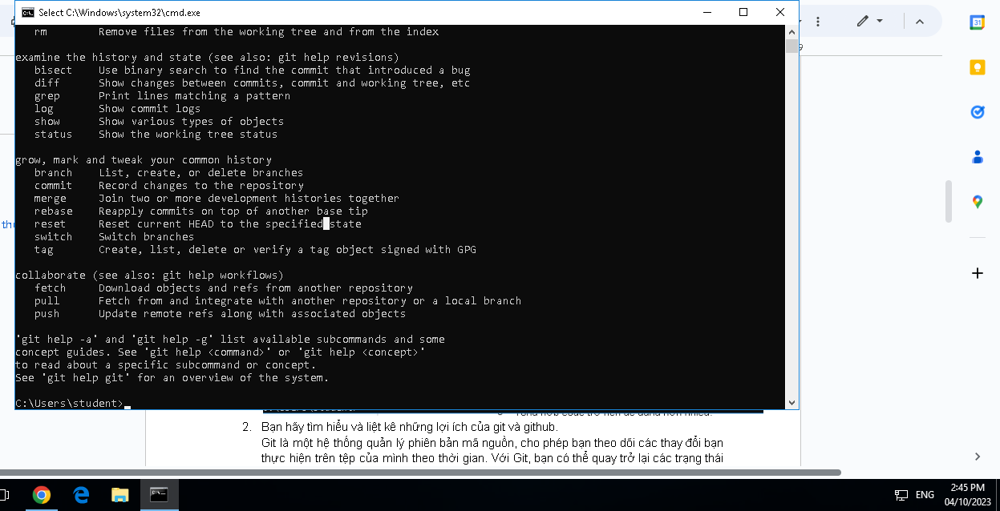 Select C:\Windows\system32\cmd.exe
rm Remove files from the working tree and from the index
examine the history and state (see also: git help revisions)
bisect Use binary search to find the commit that introduced a bug
diff Show changes between commits, commit and working tree, etc
grep Print lines matching a pattern
log Show commit logs
show Show various types of objects
status Show the working tree status
grow, mark and tweak your common history
branch List, create, or delete branches
commit Record changes to the repository
merge Join two or more development histories together
rebase Reapply commits on top of another base tip
reset Reset current HEAD to the specified state
switch Switch branches
tag Create, list, delete or verify a tag object signed with GPG
collaborate (see also: git help workflows)
fetch Download objects and refs from another repository
pull Fetch from and integrate with another repository or a local branch
push Update remote refs along with associated objects
'git help -a' and 'git help -g' list available subcommands and some
concept guides. See 'git help <command>' or 'git help <concept>'
to read about a specific subcommand or concept.
See 'git help git' for an overview of the system.
C:\Users\student>
2. Bạn hãy tìm hiểu và liệt kê những lợi ích của git và github.
Git là một hệ thống quản lý phiên bản mã nguồn, cho phép bạn theo dõi các thay đổi bạn
thực hiện trên tệp của mình theo thời gian. Với Git, bạn có thể quay trở lại các trạng thái
31
9
ENG
2:45 PM
04/10/2023